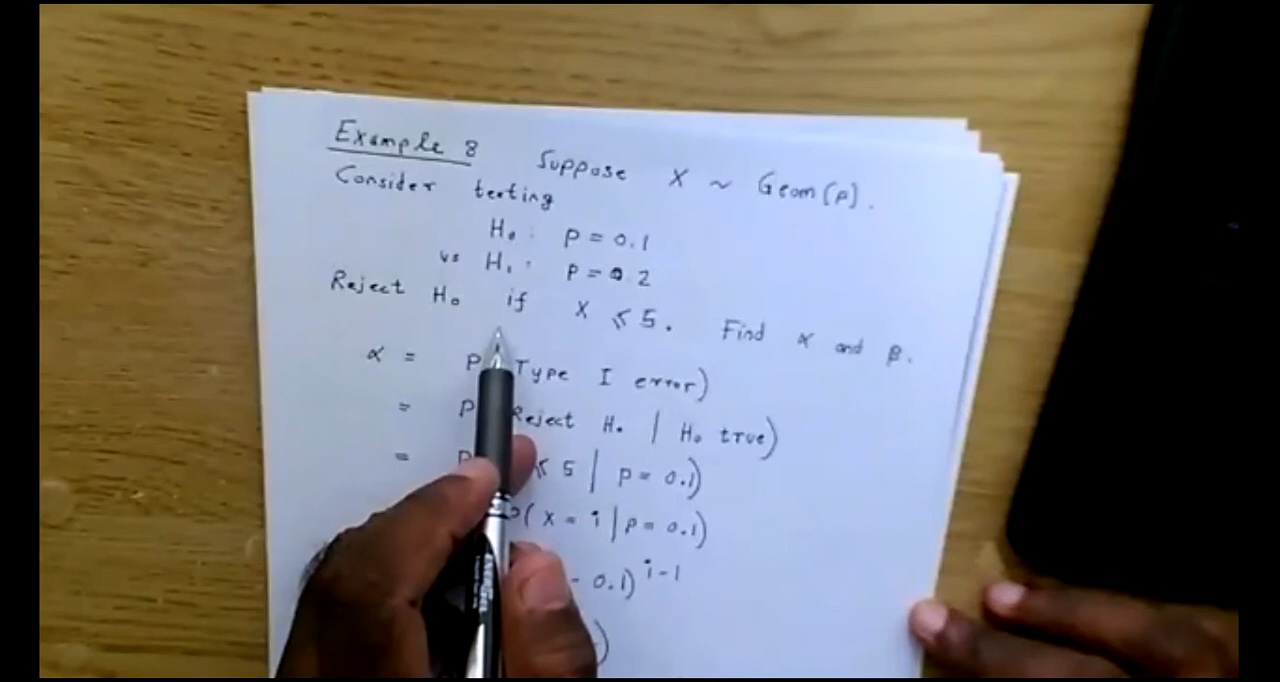 Example 8 Suppose X ~ Geom(p).
Consider testing
H₀: p = 0.1
vs H₁: p = 0.2
Reject H₀ if X ≤ 5. Find α and β.
α = P Type I error)
= P Reject H₀ | H₀ true)
= P ≤ 5 | p = 0.1)
P(X = i | p = 0.1)
- 0.1)^{i-1}
)